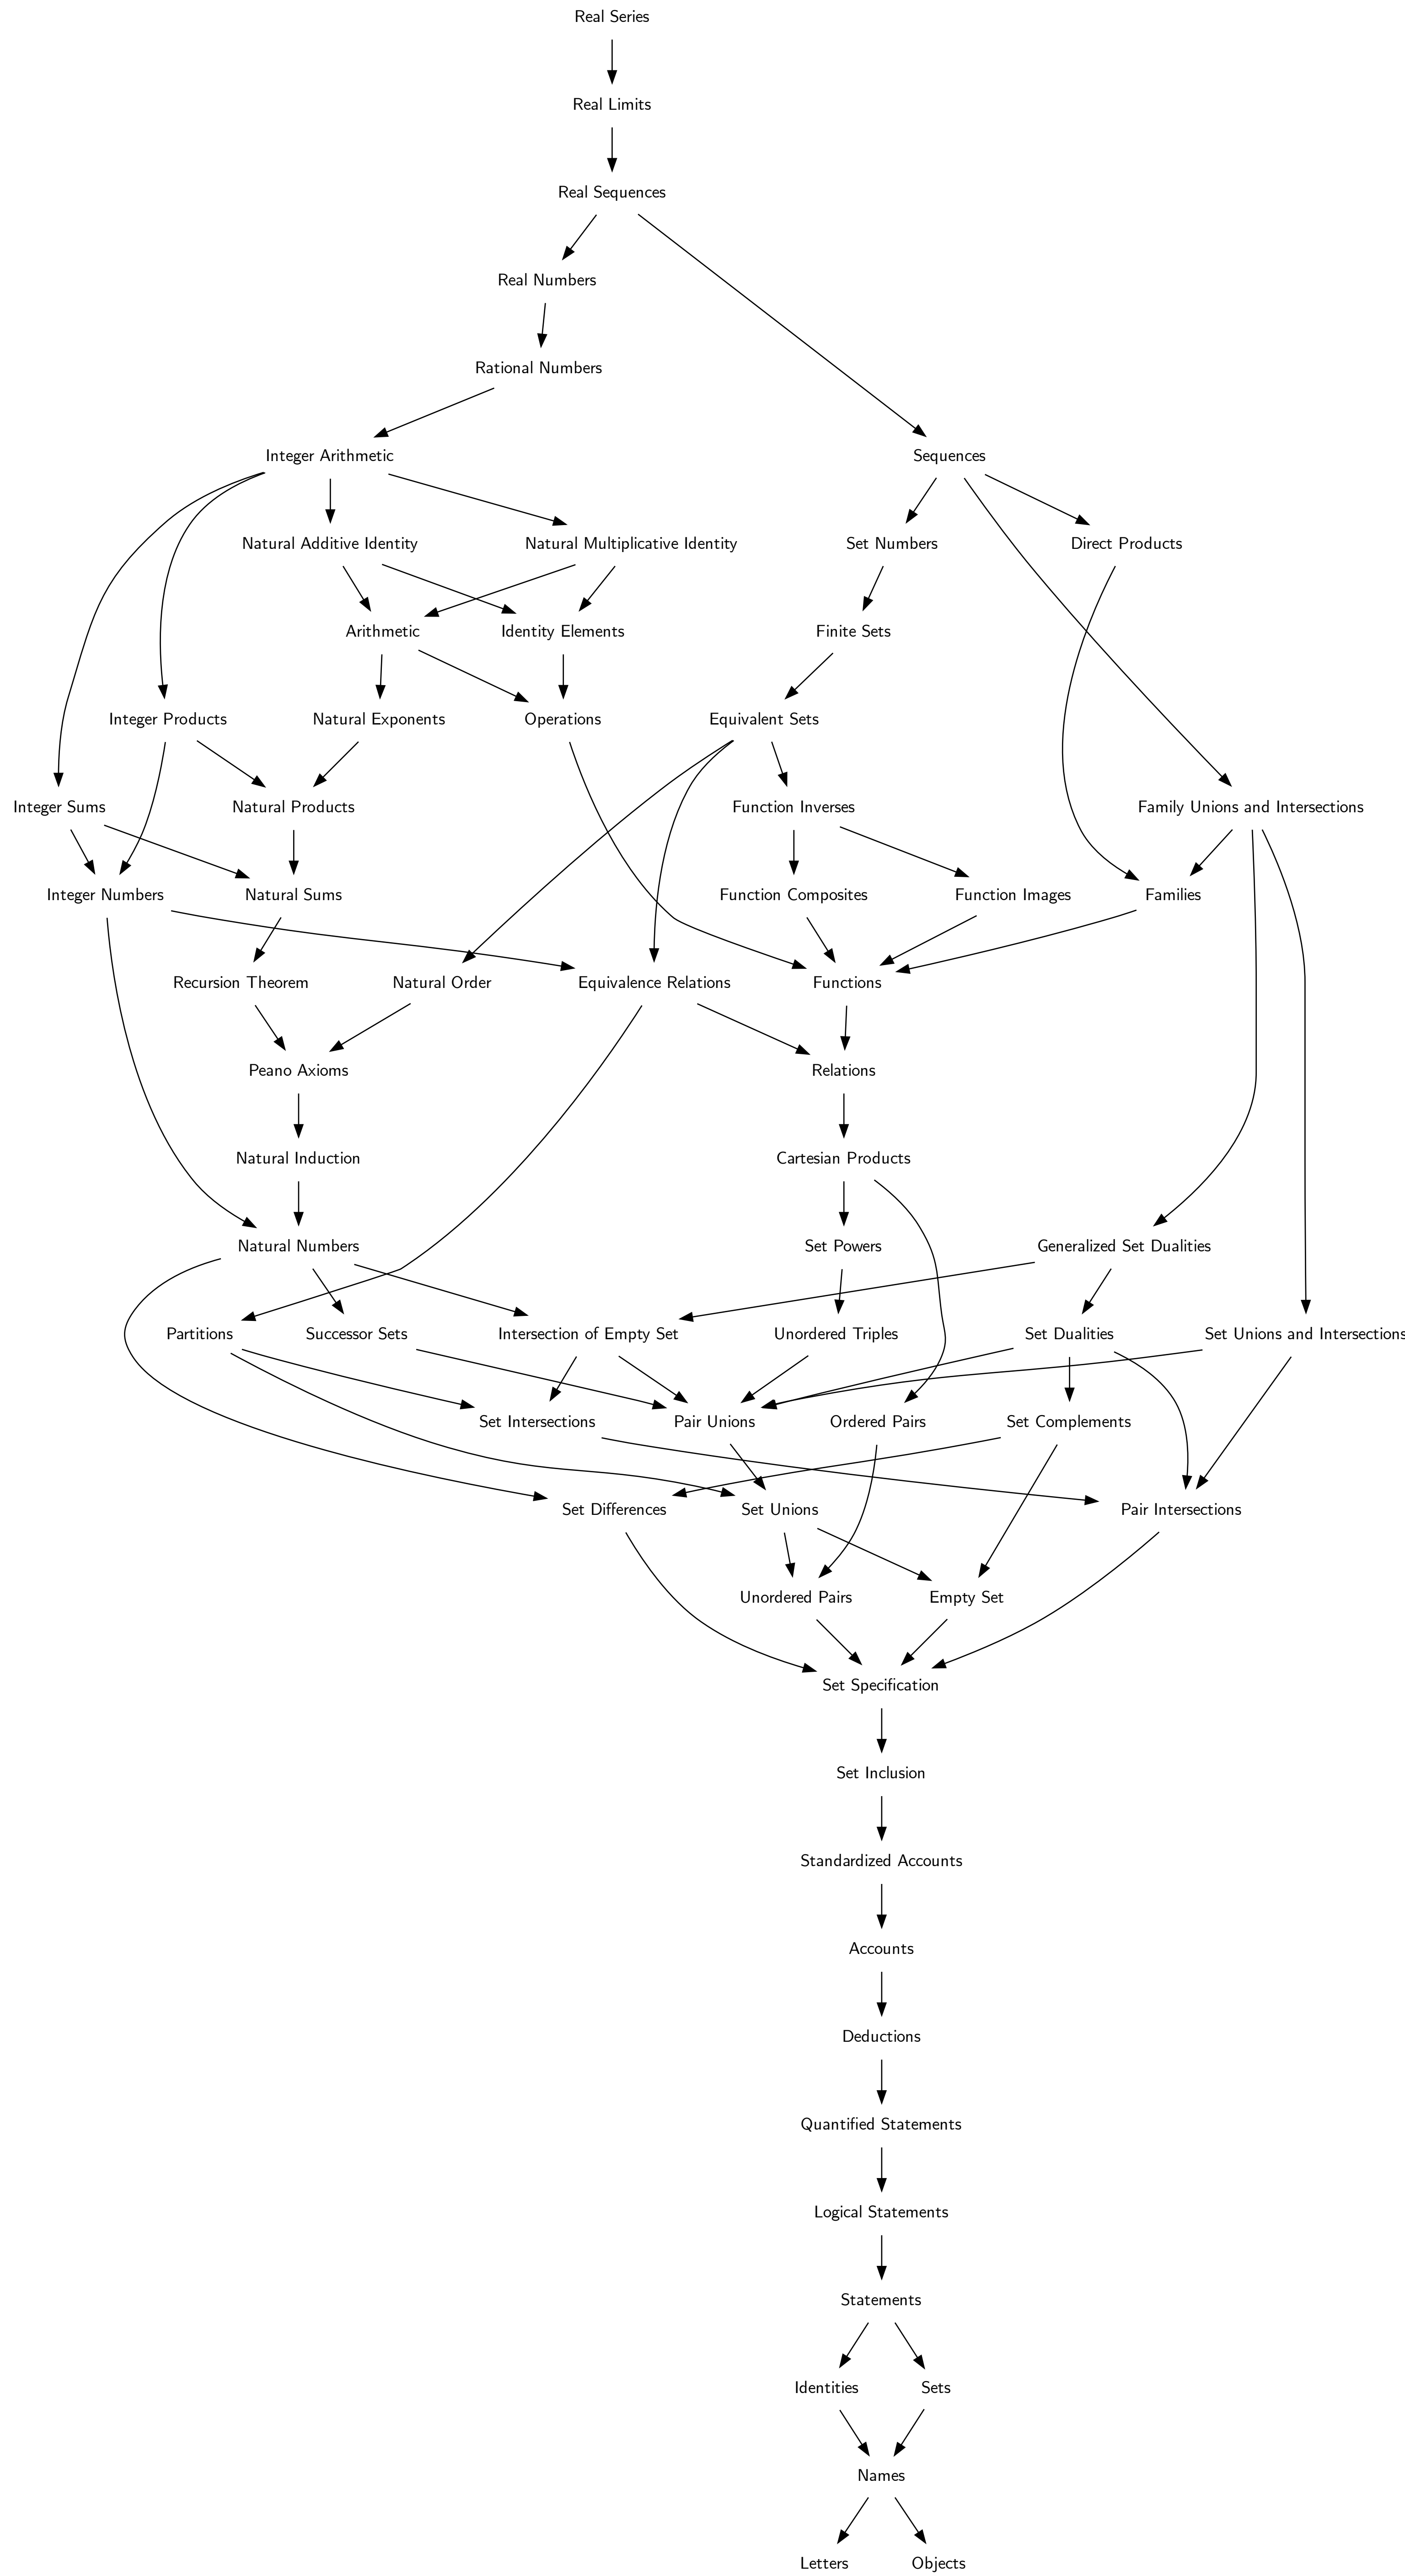 Real Series
Real Limits
Real Sequences
Real Numbers
Rational Numbers
Integer Arithmetic
Sequences
Natural Additive Identity
Natural Multiplicative Identity
Set Numbers
Direct Products
Arithmetic
Identity Elements
Finite Sets
Integer Products
Natural Exponents
Operations
Equivalent Sets
Integer Sums
Natural Products
Function Inverses
Family Unions and Intersections
Integer Numbers
Natural Sums
Function Composites
Function Images
Families
Recursion Theorem
Natural Order
Equivalence Relations
Functions
Peano Axioms
Relations
Natural Induction
Cartesian Products
Natural Numbers
Set Powers
Generalized Set Dualities
Partitions
Successor Sets
Intersection of Empty Set
Unordered Triples
Set Dualities
Set Unions and Intersections
Set Intersections
Pair Unions
Ordered Pairs
Set Complements
Set Differences
Set Unions
Pair Intersections
Unordered Pairs
Empty Set
Set Specification
Set Inclusion
Standardized Accounts
Accounts
Deductions
Quantified Statements
Logical Statements
Statements
Identities
Sets
Names
Letters
Objects